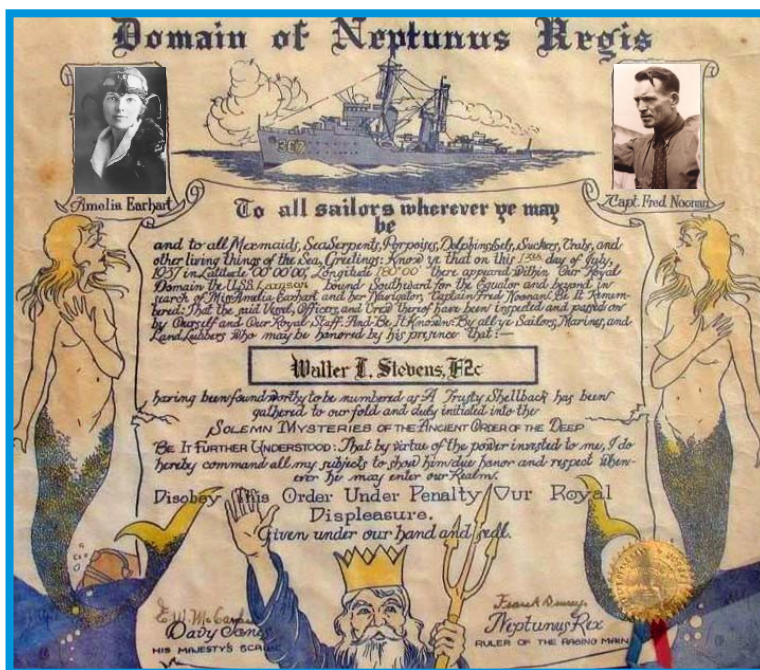 Domain of Neptunus Regis
367
Amelia Earhart
Capt. Fred Noonan
To all sailors wherever ye may
be
and to all Mermaids, Sea Serpents, Porpoises, Dolphins, Eels, Suckers, Crabs, and
other living things of the Sea, Greetings: Know ye that on this 13th day of July,
1937 in Latitude 00°00'00", Longitude 180°00' there appeared within Our Royal
Domain the U.S.S. Lamson bound Southward for the Equator and beyond in
search of Miss Amelia Earhart and her Navigator, Captain Fred Noonan. Be It Remem-
bered: That the said Vessel, Officers, and Crew thereof have been inspected and passed on
by Ourself and Our Royal Staff. And Be It Known: By all ye Sailors, Marines, and
Land Lubbers who may be honored by his presence that:—
Walter I. Stevens, F2c
having been found worthy to be numbered as A Trusty Shellback has been
gathered to our fold and duly initiated into the
SOLEMN MYSTERIES OF THE ANCIENT ORDER OF THE DEEP
BE IT FURTHER UNDERSTOOD: That by virtue of the power invested to me, I do
hereby command all my subjects to show him due honor and respect when-
ever he may enter our Realm.
Disobey this Order Under Penalty Our Royal
Displeasure.
Given under our hand and seal.
Davy Jones
HIS MAJESTY'S SCRIBE
Neptunus Rex
RULER OF THE RAGING MAIN